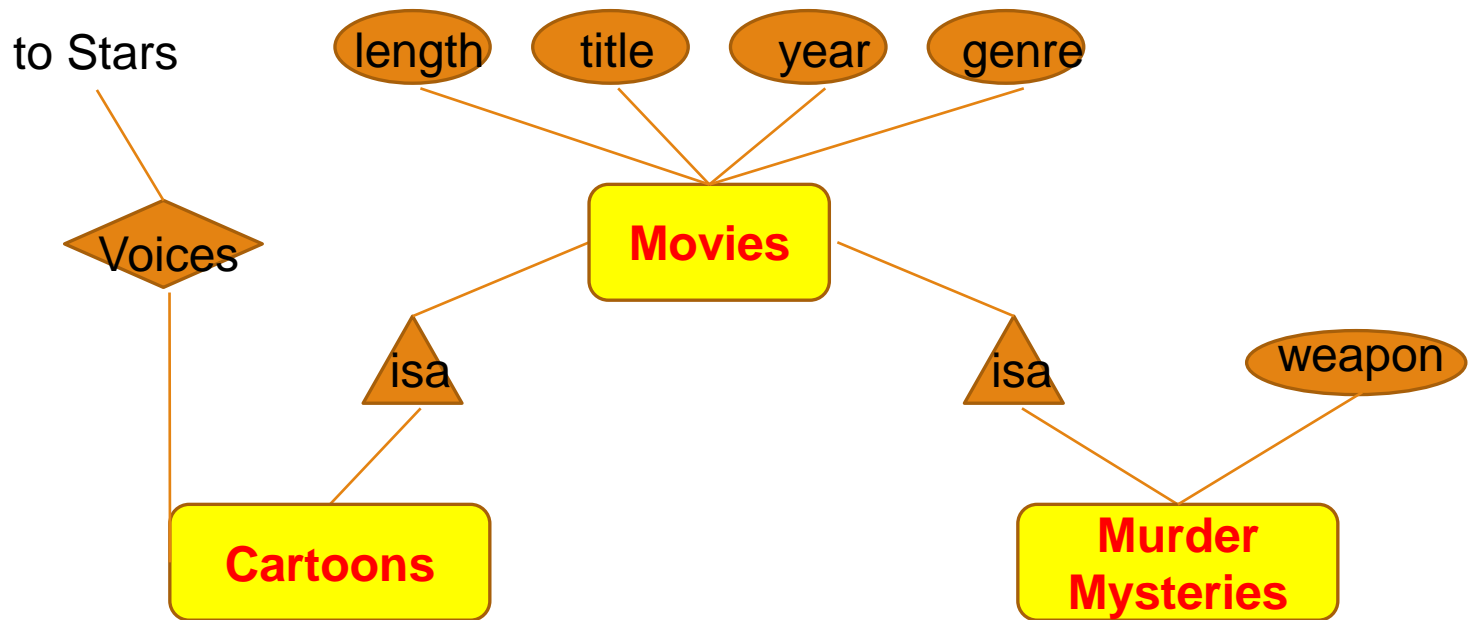 to Stars
length
title
year
genre
Voices
Movies
isa
isa
weapon
Cartoons
Murder
Mysteries